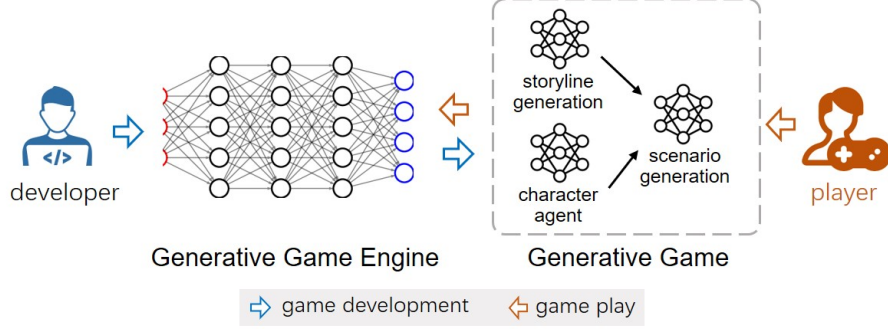 storyline
generation
</>
developer
character
agent
scenario
generation
player
Generative Game Engine
Generative Game
game development
game play